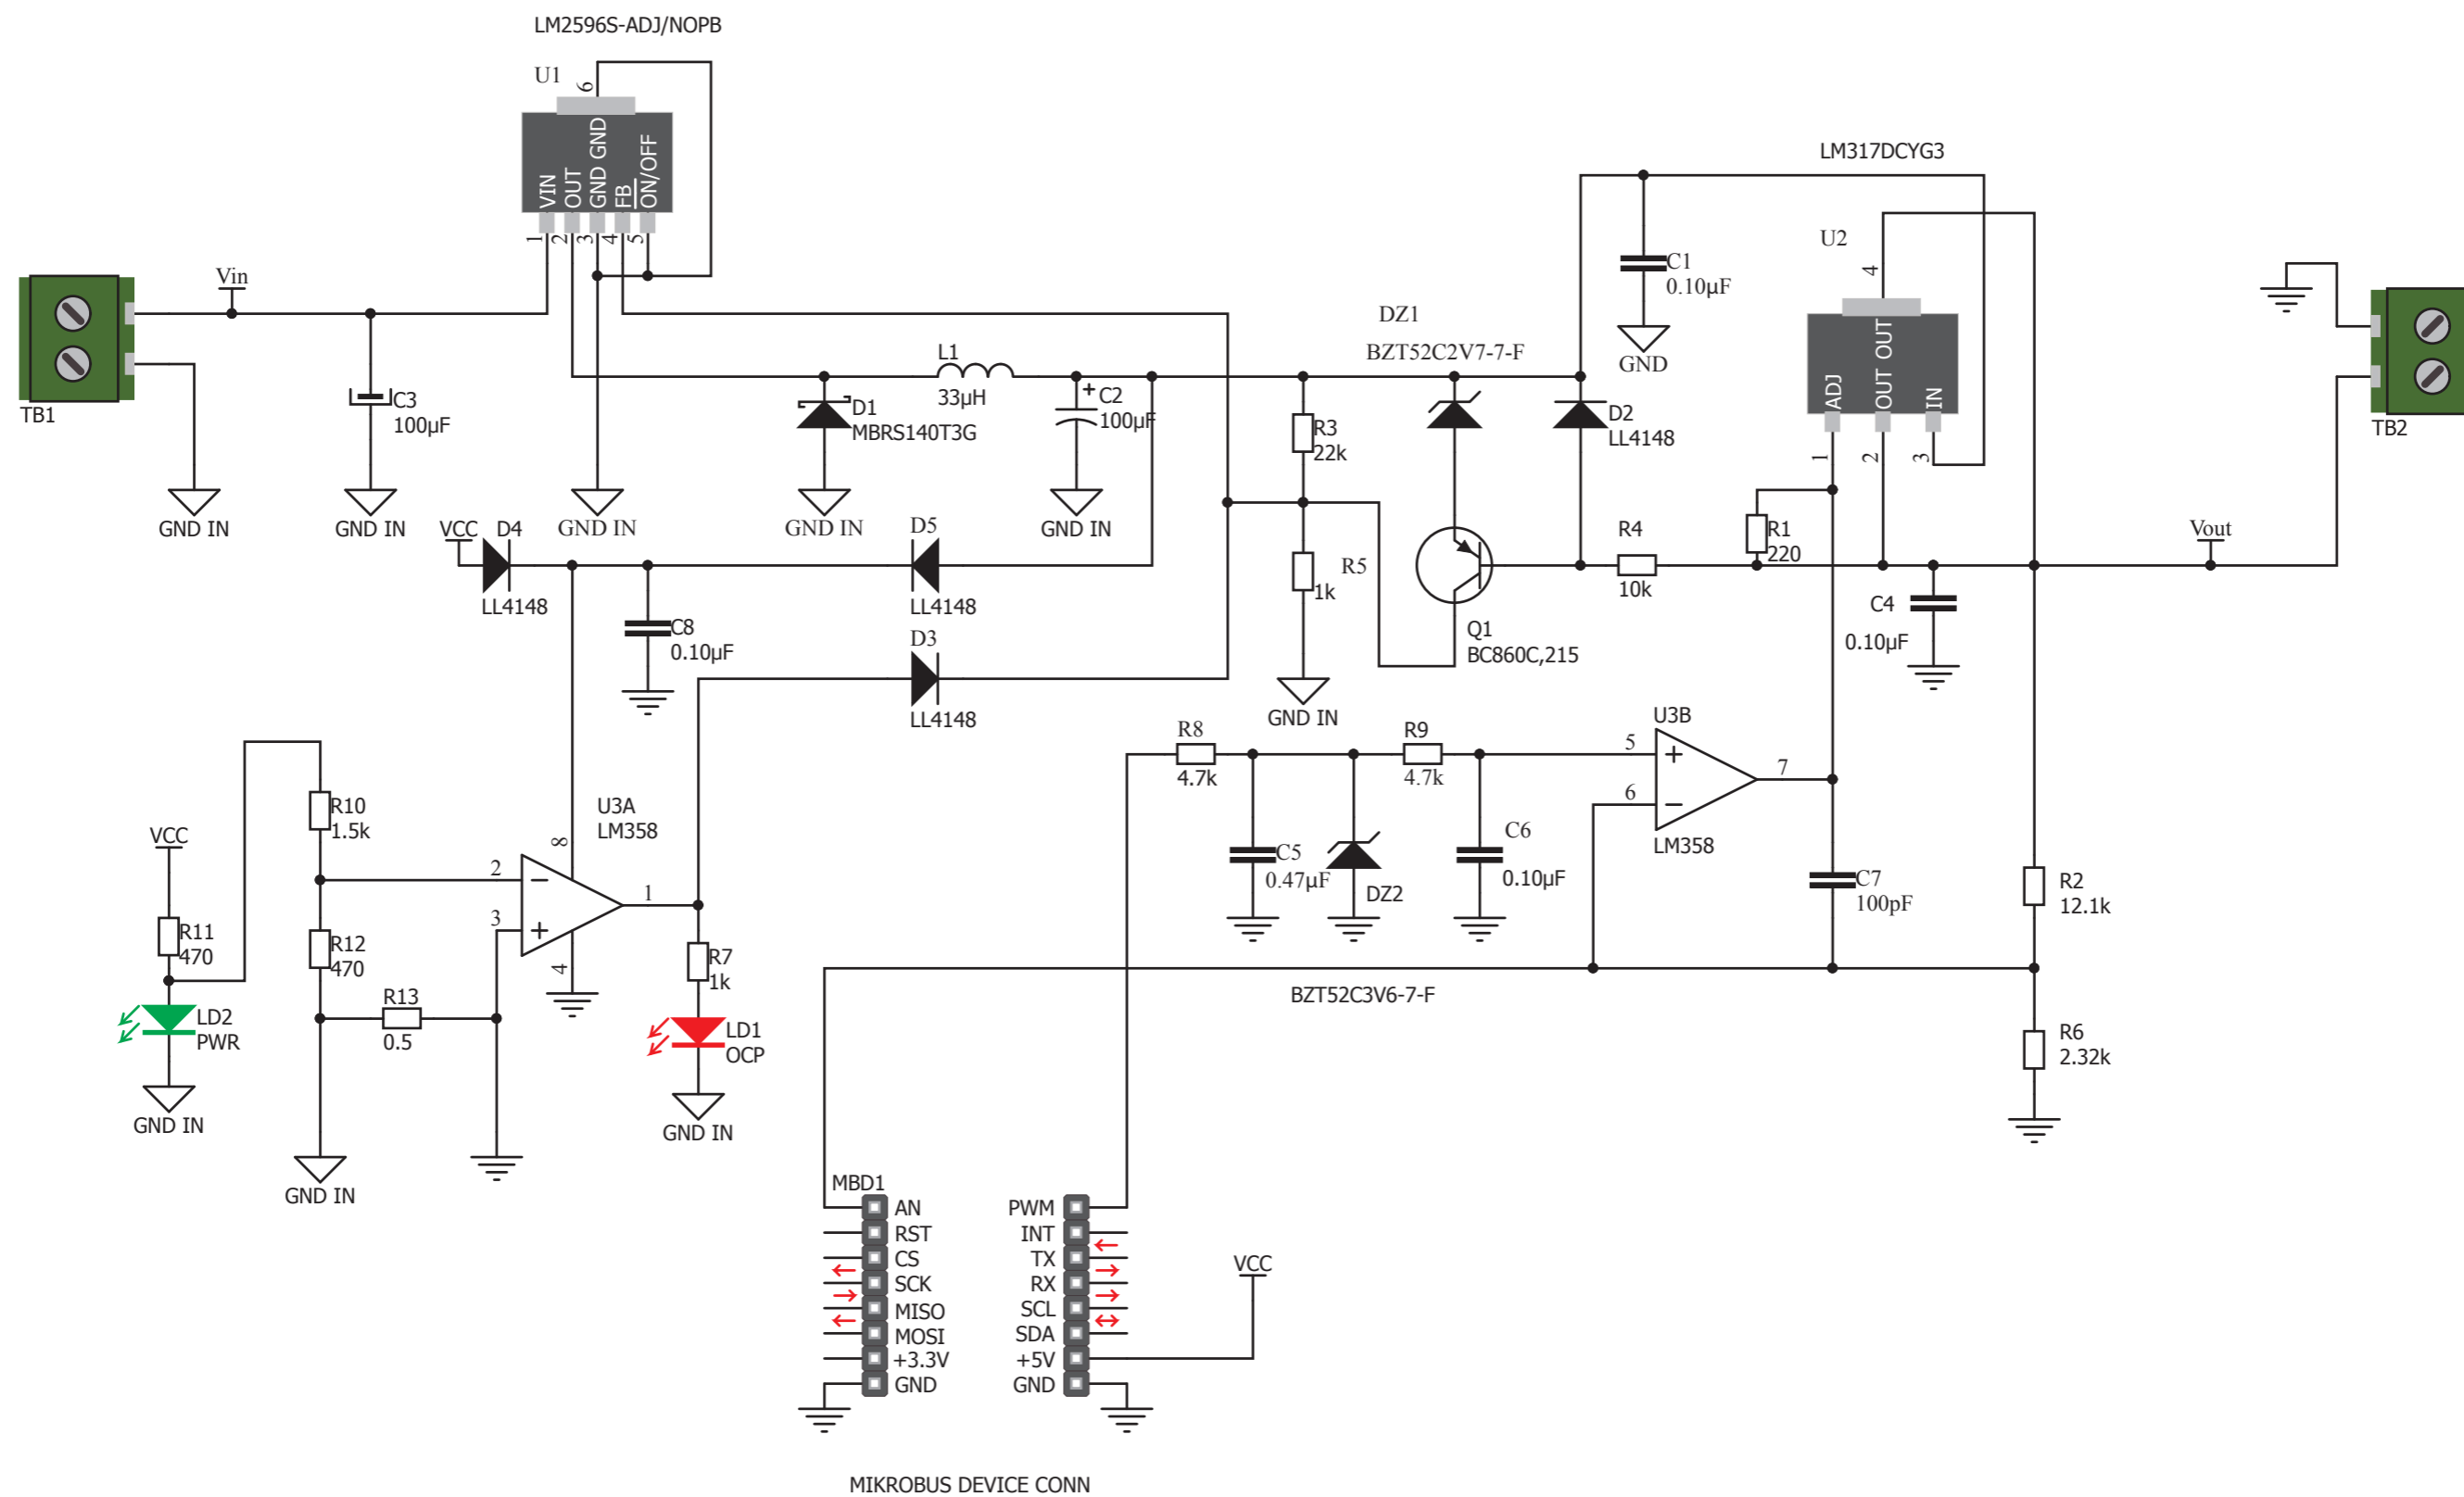 LM2596S-ADJ/NOPB
U1
6
VIN
OUT
GND GND
FB
ON/OFF
1
2
3
4
5
LM317DCYG3
U2
4
ADJ
OUT OUT
IN
1
2
3
C1
0.10µF
GND
Vin
TB1
GND IN
C3
100µF
GND IN
GND IN
L1
33µH
D1
MBRS140T3G
GND IN
C2
100µF
GND IN
DZ1
BZT52C2V7-7-F
R3
22k
D2
LL4148
TB2
VCC
D4
LL4148
D5
LL4148
C8
0.10µF
D3
LL4148
R5
1k
GND IN
Q1
BC860C,215
R4
10k
R1
220
Vout
C4
0.10µF
R8
4.7k
R9
4.7k
U3B
5
6
7
LM358
C5
0.47µF
DZ2
C6
0.10µF
C7
100pF
R2
12.1k
BZT52C3V6-7-F
R6
2.32k
R10
1.5k
U3A
LM358
8
2
3
1
4
VCC
R11
470
R12
470
R13
0.5
LD2
PWR
GND IN
GND IN
R7
1k
LD1
OCP
GND IN
MBD1
AN
RST
CS
SCK
MISO
MOSI
+3.3V
GND
PWM
INT
TX
RX
SCL
SDA
+5V
GND
VCC
MIKROBUS DEVICE CONN